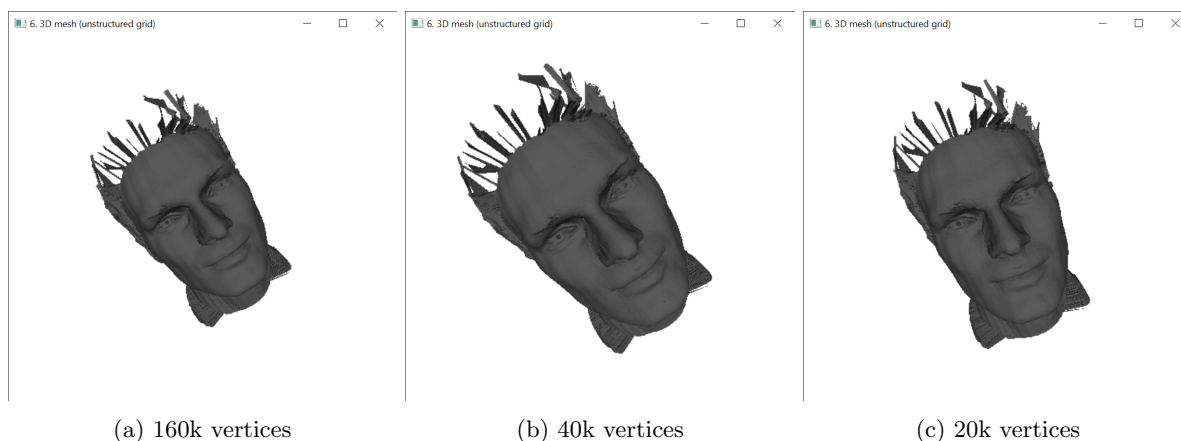 6. 3D mesh (unstructured grid)
6. 3D mesh (unstructured grid)
6. 3D mesh (unstructured grid)
(a) 160k vertices
(b) 40k vertices
(c) 20k vertices